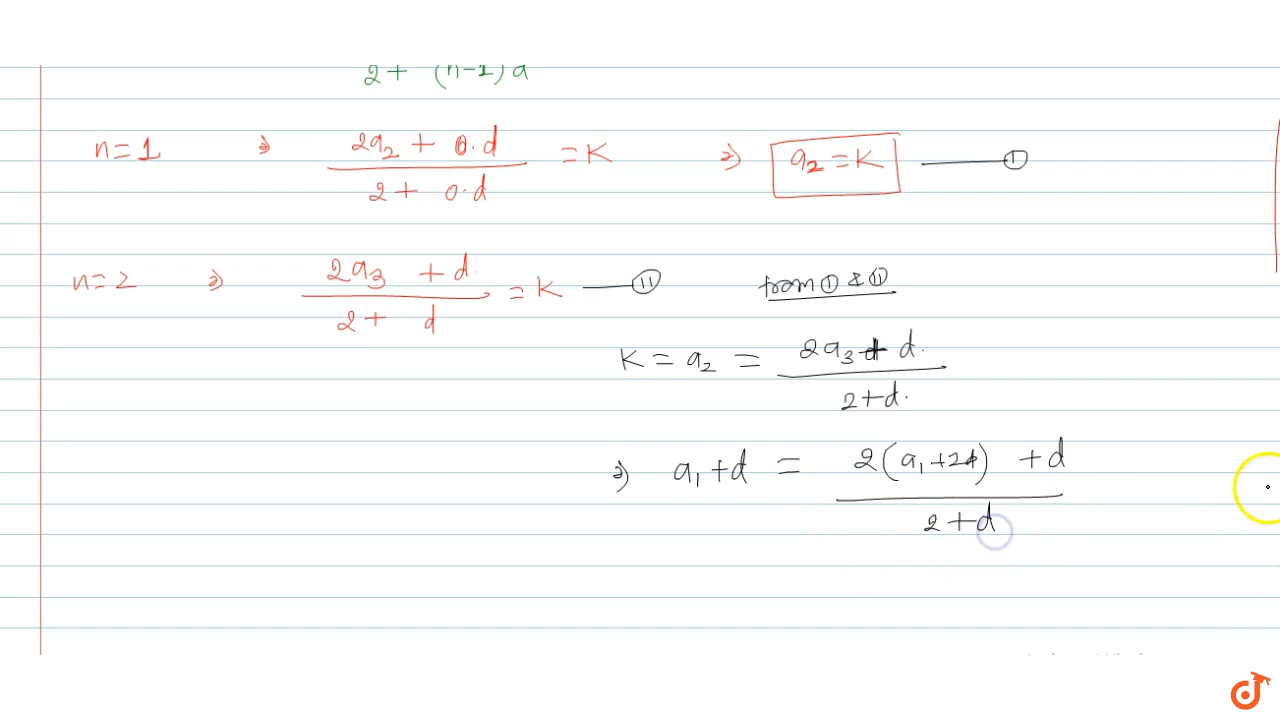 2 + (n-1)d
n=1 ⇒ (2a₂ + 0.d)/(2 + 0.d) = K ⇒ a₂ = K —— ①
n=2 ⇒ (2a₃ + d)/(2 + d) = K —— ⑪ from ① & ⑪
K = a₂ = (2a₃ + d.)/(2+d.)
⇒ a₁+d = (2(a₁+2d) + d)/(2+d)